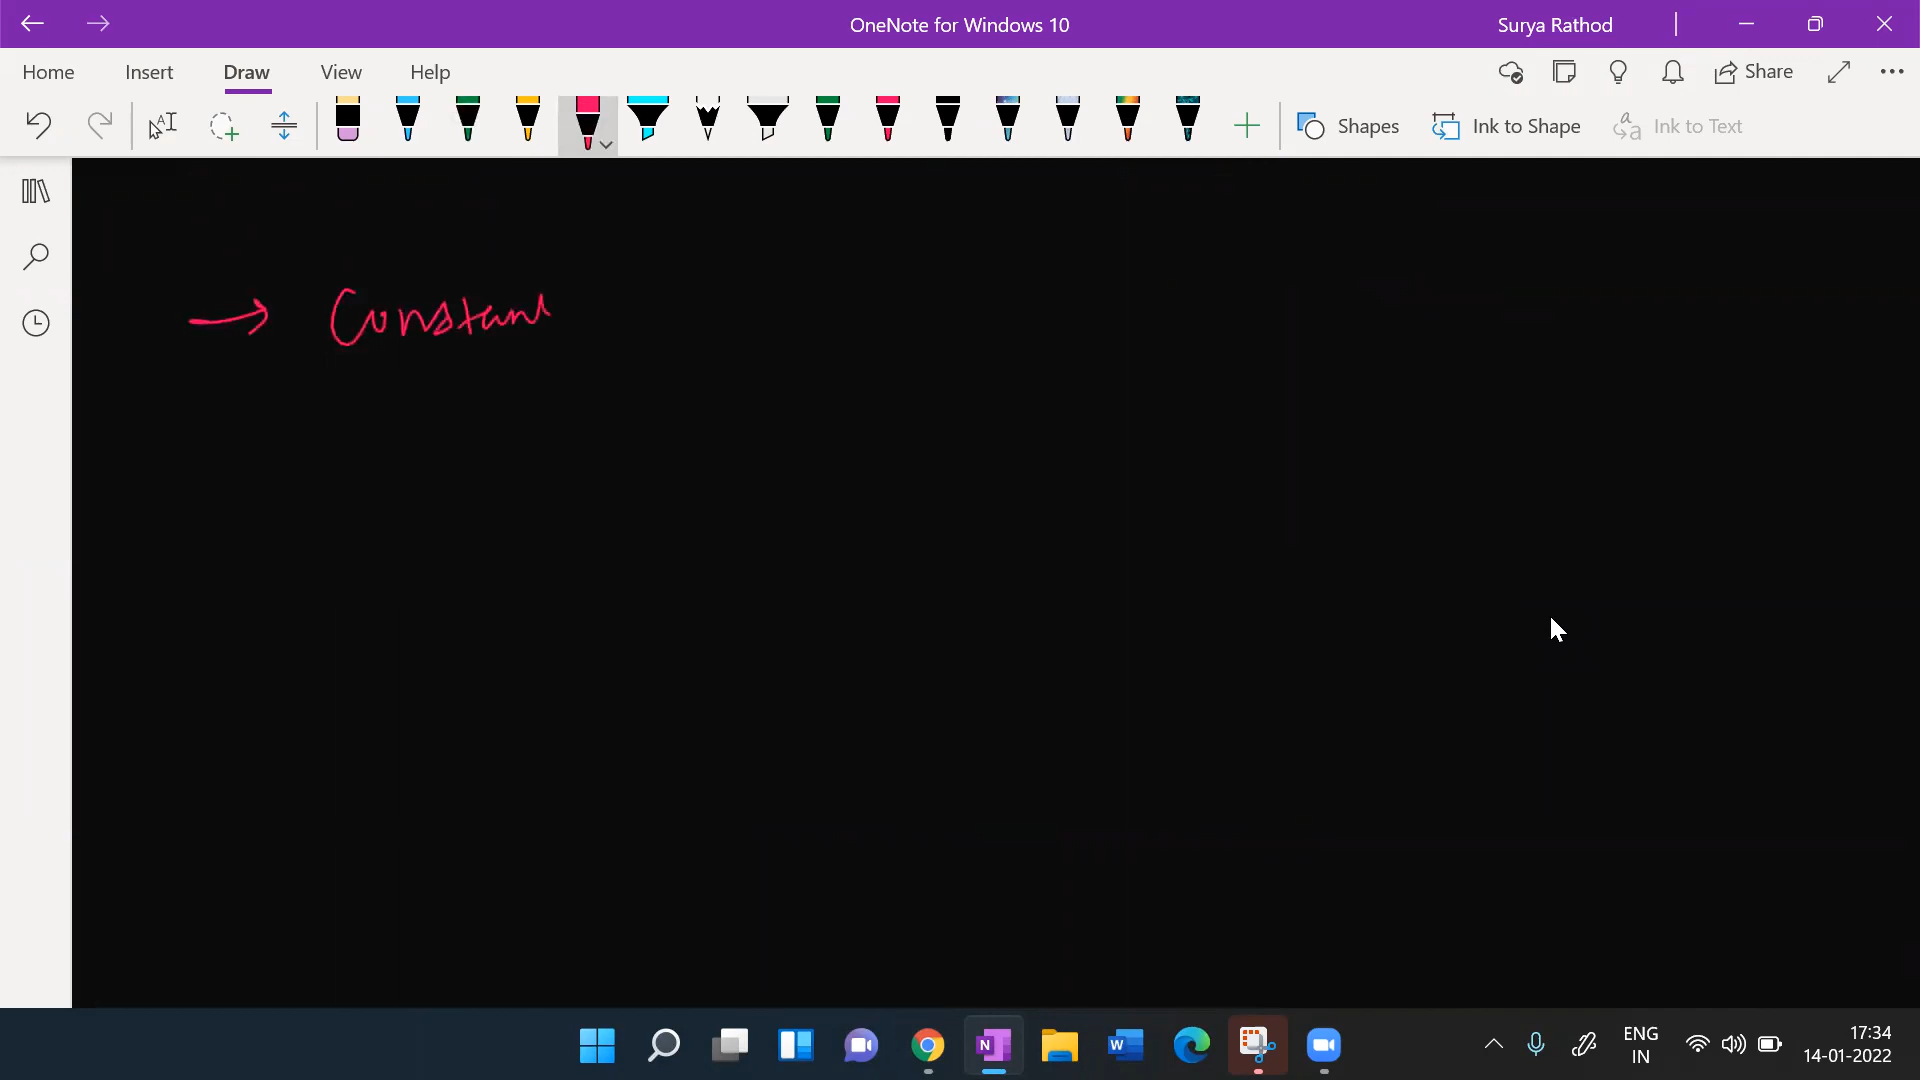 OneNote for Windows 10 Surya Rathod
Home Insert Draw View Help Share
Shapes Ink to Shape Ink to Text
→ Constant
ENG 17:34
IN 14-01-2022